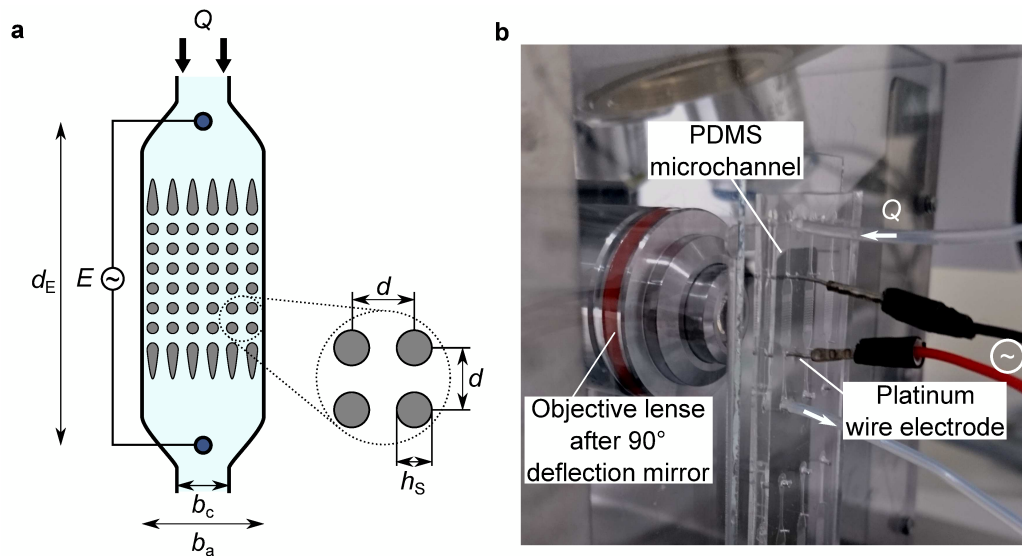 a
Q
d_E
E
~
d
d
h_S
b_c
b_a
b
PDMS
microchannel
Q
~
Platinum
wire electrode
Objective lense
after 90°
deflection mirror